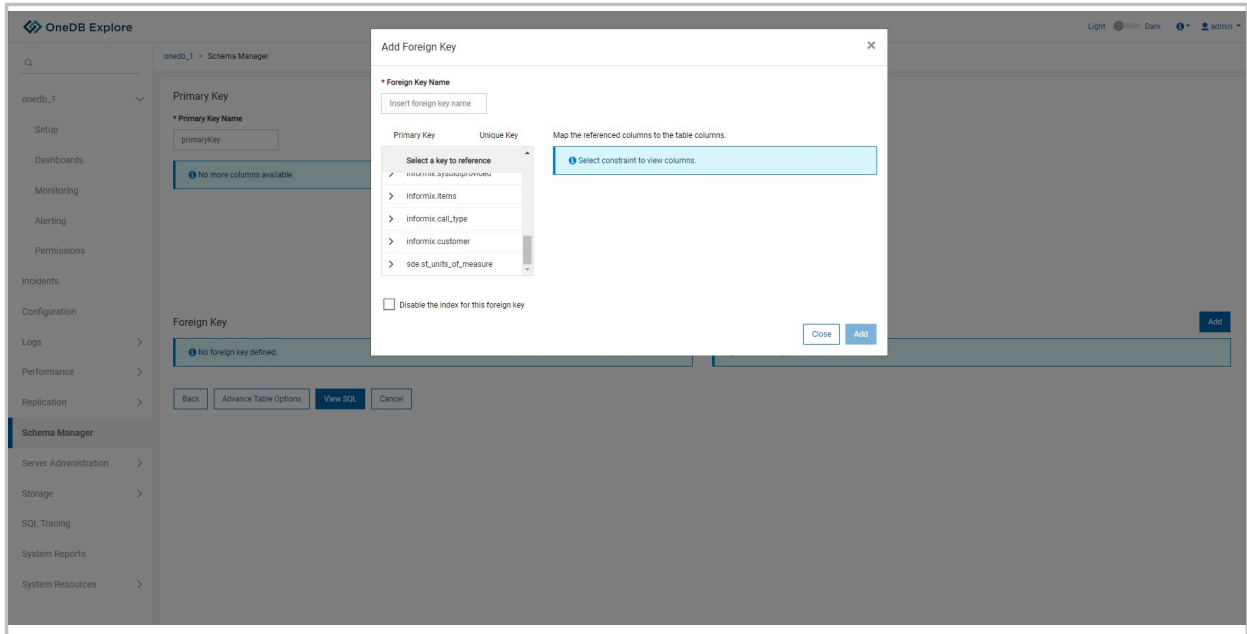 OneDB Explore
Light Dark admin
onedb_1 > Schema Manager
onedb_1
Setup
Dashboards
Monitoring
Alerting
Permissions
Incidents
Configuration
Logs
Performance
Replication
Schema Manager
Server Administration
Storage
SQL Tracing
System Reports
System Resources
Primary Key
* Primary Key Name
primaryKey
No more columns available.
Foreign Key
Add
No foreign key defined.
Back Advance Table Options View SQL Cancel
Add Foreign Key
* Foreign Key Name
Insert foreign key name
Primary Key Unique Key
Map the referenced columns to the table columns.
Select a key to reference
Select constraint to view columns.
informix.items
informix.call_type
informix.customer
sde.st_units_of_measure
Disable the index for this foreign key
Close Add